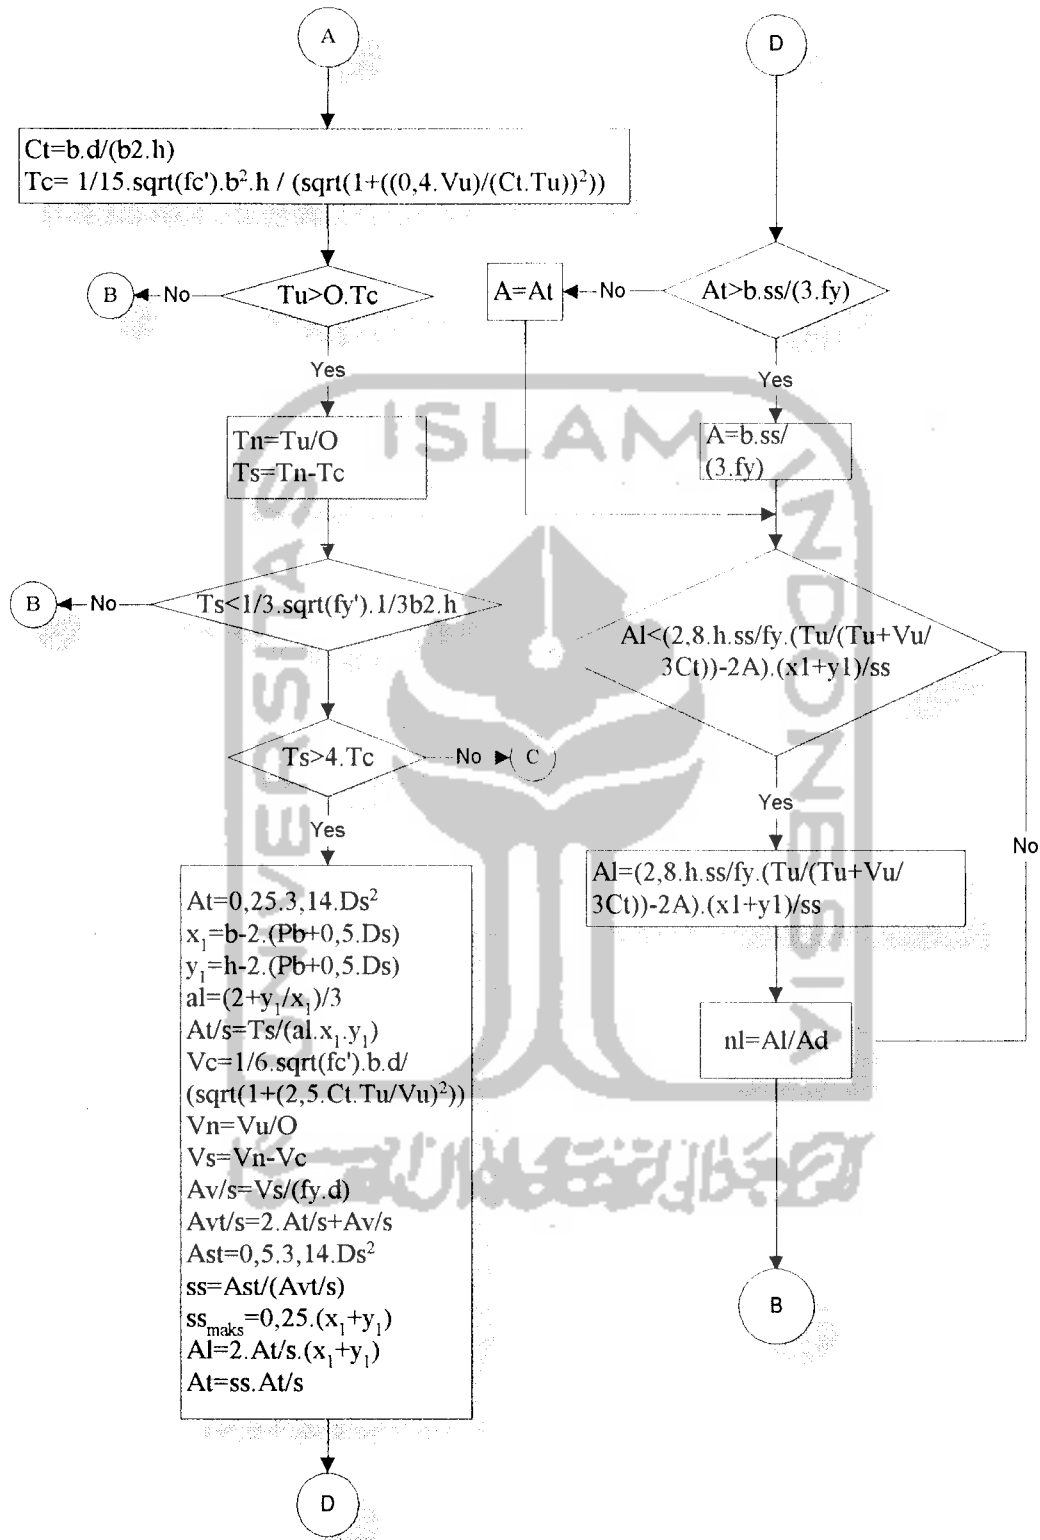 A
Ct=b.d/(b2.h)
Tc= 1/15.sqrt(fc').b².h / (sqrt(1+((0,4.Vu)/(Ct.Tu))²))
Tu>O.Tc
No
B
Yes
Tn=Tu/O
Ts=Tn-Tc
Ts<1/3.sqrt(fy').1/3b2.h
No
B
Ts>4.Tc
No
C
Yes
At=0,25.3,14.Ds²
x₁=b-2.(Pb+0,5.Ds)
y₁=h-2.(Pb+0,5.Ds)
al=(2+y₁/x₁)/3
At/s=Ts/(al.x₁.y₁)
Vc=1/6.sqrt(fc').b.d/
(sqrt(1+(2,5.Ct.Tu/Vu)²))
Vn=Vu/O
Vs=Vn-Vc
Av/s=Vs/(fy.d)
Avt/s=2.At/s+Av/s
Ast=0,5.3,14.Ds²
ss=Ast/(Avt/s)
ss maks=0,25.(x₁+y₁)
Al=2.At/s.(x₁+y₁)
At=ss.At/s
D
D
At>b.ss/(3.fy)
No
A=At
Yes
A=b.ss/
(3.fy)
Al<(2,8.h.ss/fy.(Tu/(Tu+Vu/
3Ct))-2A).(x1+y1)/ss
Yes
No
Al=(2,8.h.ss/fy.(Tu/(Tu+Vu/
3Ct))-2A).(x1+y1)/ss
nl=Al/Ad
B
UNIVERSITAS
ISLAM
INDONESIA